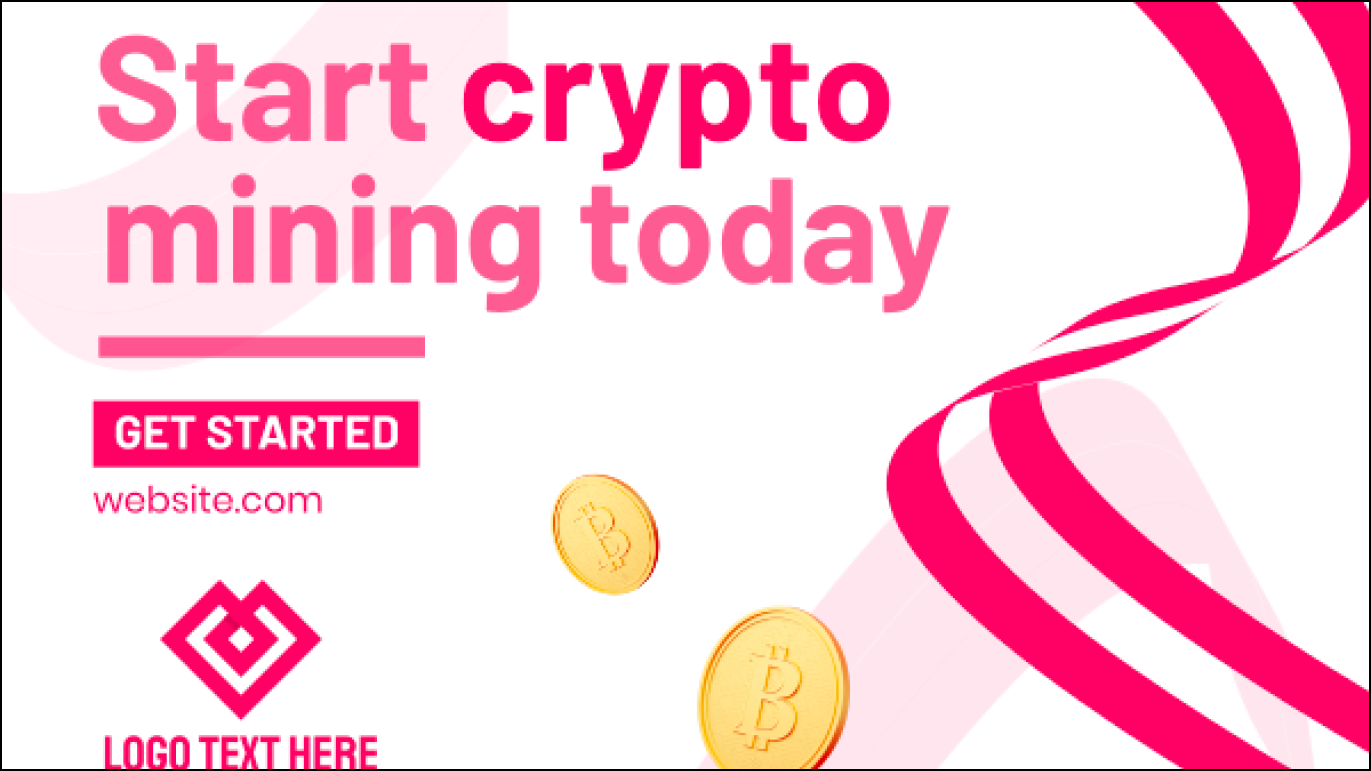 Start crypto
mining today
GET STARTED
website.com
LOGO TEXT HERE